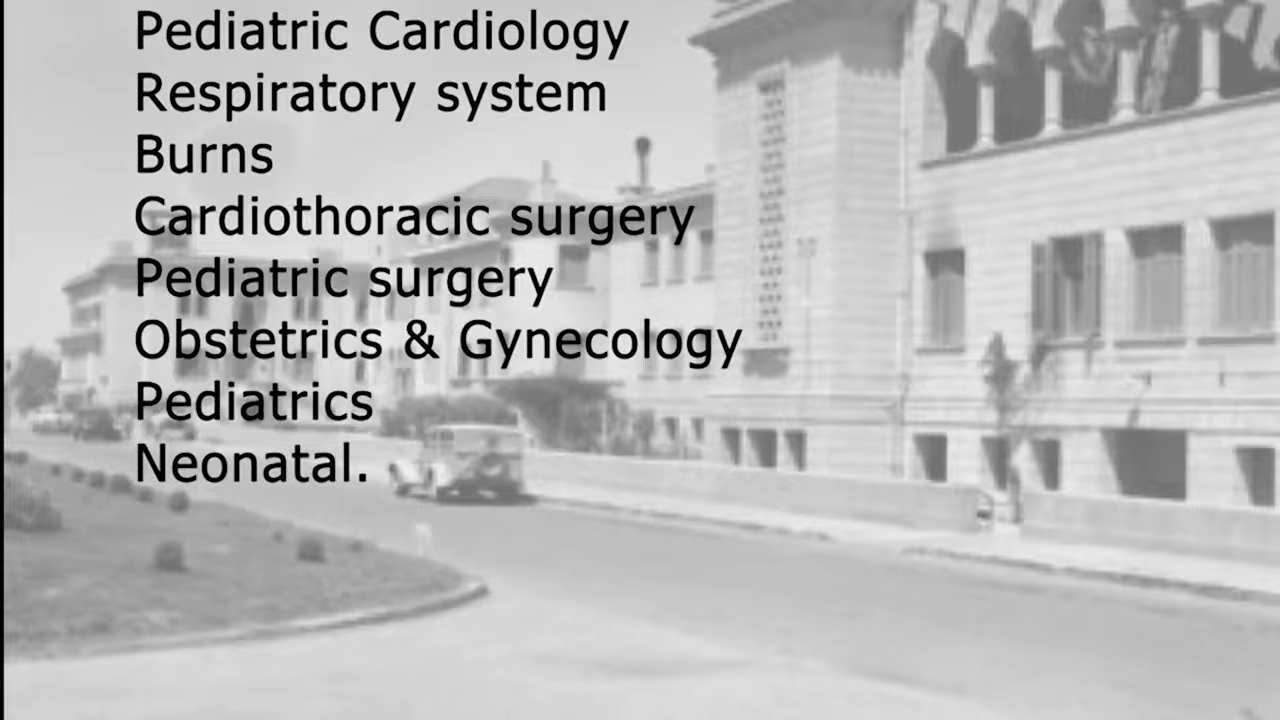 Pediatric Cardiology
Respiratory system
Burns
Cardiothoracic surgery
Pediatric surgery
Obstetrics & Gynecology
Pediatrics
Neonatal.